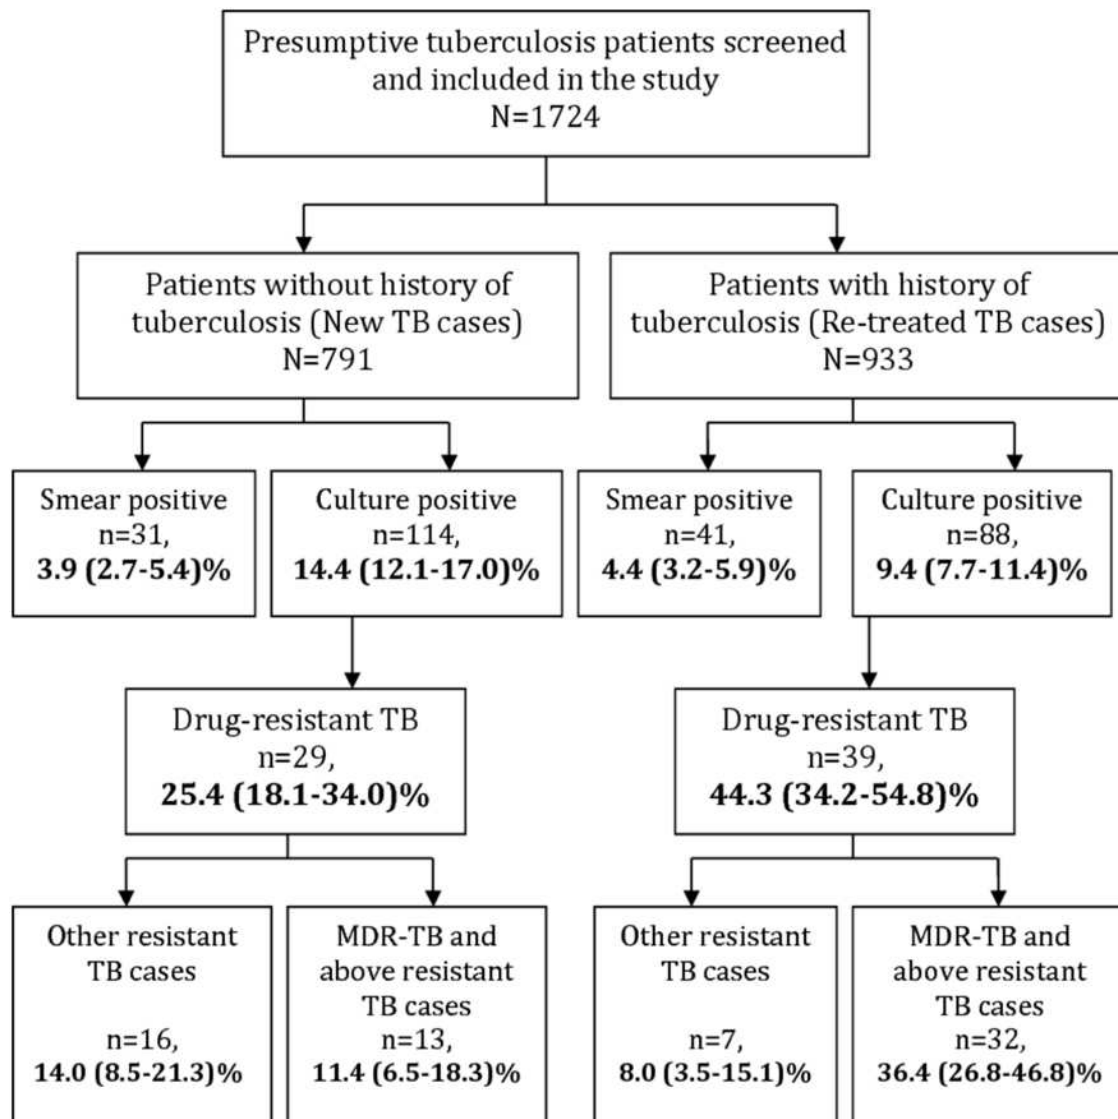 Presumptive tuberculosis patients screened
and included in the study
N=1724
Patients without history of
tuberculosis (New TB cases)
N=791
Patients with history of
tuberculosis (Re-treated TB cases)
N=933
Smear positive
n=31,
3.9 (2.7-5.4)%
Culture positive
n=114,
14.4 (12.1-17.0)%
Smear positive
n=41,
4.4 (3.2-5.9)%
Culture positive
n=88,
9.4 (7.7-11.4)%
Drug-resistant TB
n=29,
25.4 (18.1-34.0)%
Drug-resistant TB
n=39,
44.3 (34.2-54.8)%
Other resistant
TB cases
n=16,
14.0 (8.5-21.3)%
MDR-TB and
above resistant
TB cases
n=13,
11.4 (6.5-18.3)%
Other resistant
TB cases
n=7,
8.0 (3.5-15.1)%
MDR-TB and
above resistant
TB cases
n=32,
36.4 (26.8-46.8)%